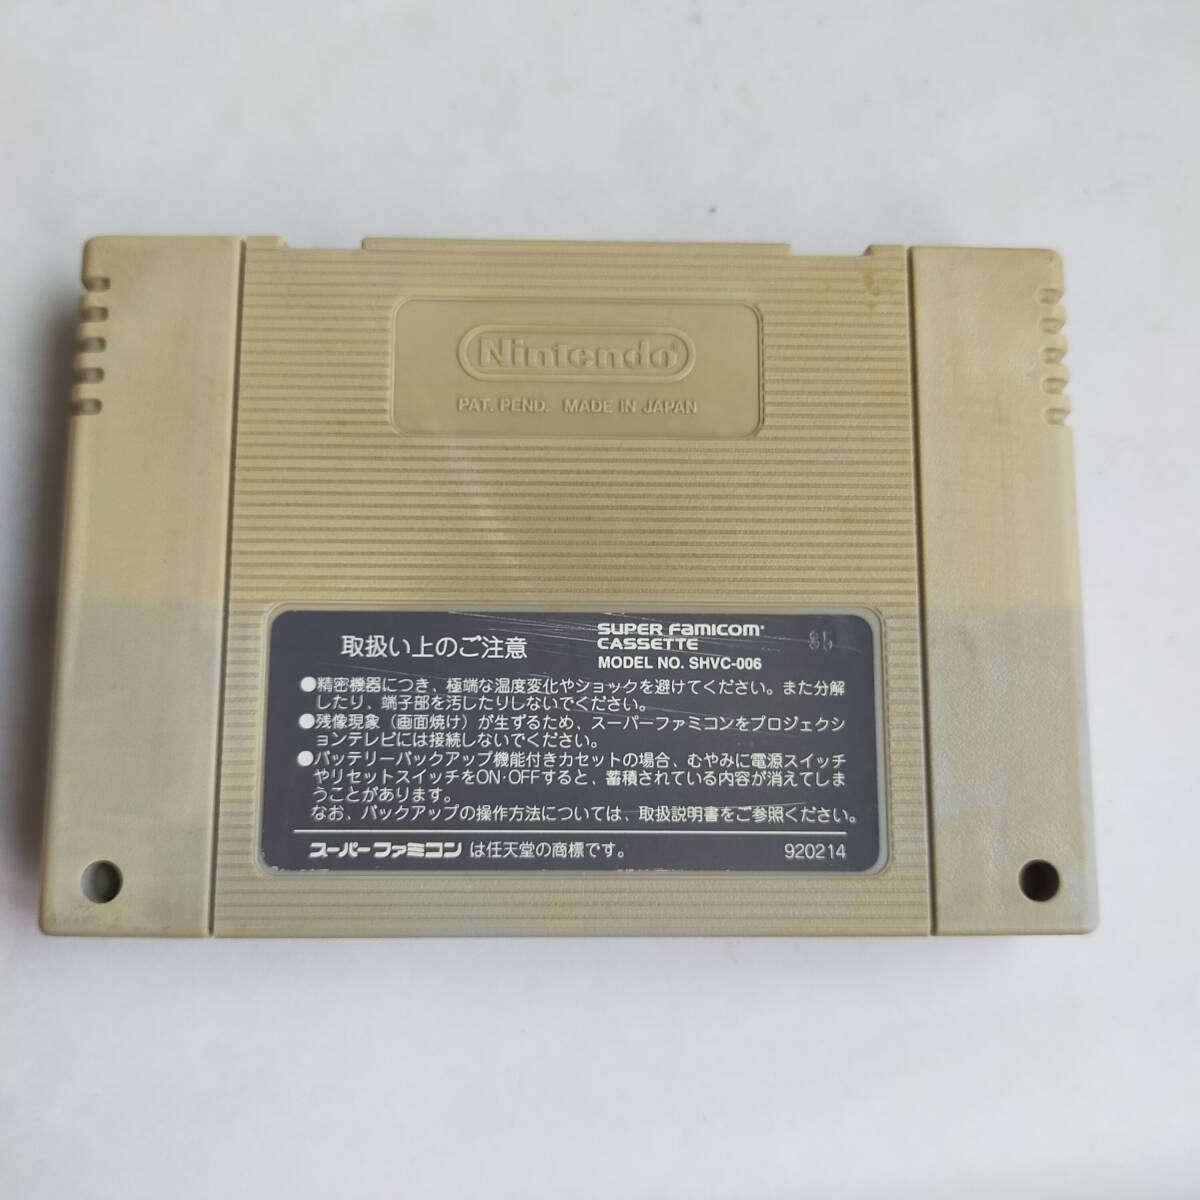 Nintendo®
PAT. PEND. MADE IN JAPAN
取扱い上のご注意
SUPER FAMICOM®
CASSETTE
MODEL NO. SHVC-006
●精密機器につき、極端な温度変化やショックを避けてください。また分解
したり、端子部を汚したりしないでください。
●残像現象（画面焼け）が生ずるため、スーパーファミコンをプロジェクシ
ョンテレビには接続しないでください。
●バッテリーバックアップ機能付きカセットの場合、むやみに電源スイッチ
やリセットスイッチをON・OFFすると、蓄積されている内容が消えてしま
うことがあります。
なお、バックアップの操作方法については、取扱説明書をご参照ください。
スーパーファミコン は任天堂の商標です。
920214